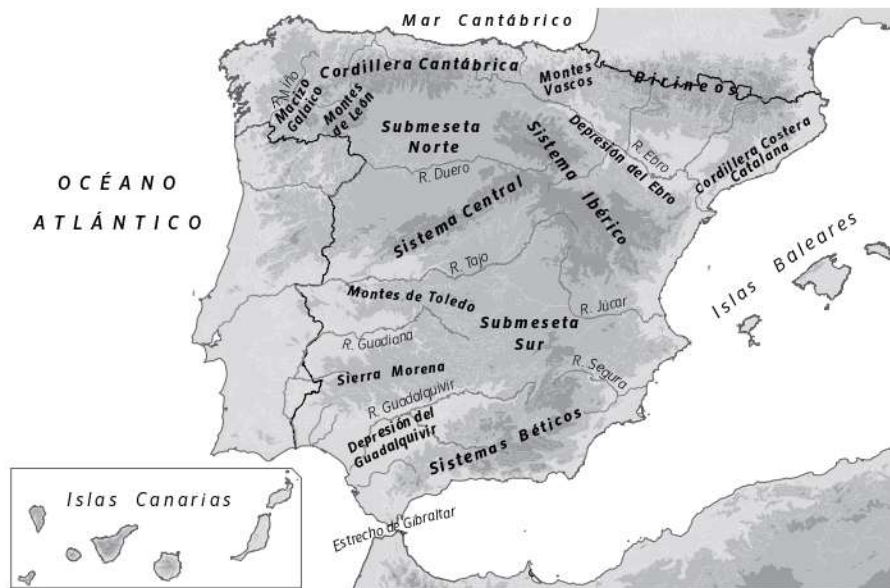 Mar Cantábrico
Cordillera Cantábrica
Montes
Vascos
Pirineos
R. Miño
Macizo
Galaico
Montes
de León
Submeseta
Norte
Sistema Ibérico
Depresión del Ebro
R. Ebro
Cordillera Costera
Catalana
R. Duero
OCÉANO
ATLÁNTICO
Sistema Central
Islas Baleares
R. Tajo
Montes de Toledo
R. Júcar
Submeseta
Sur
R. Guadiana
Sierra Morena
R. Segura
R. Guadalquivir
Depresión del
Guadalquivir
Sistemas Béticos
Islas Canarias
Estrecho de Gibraltar